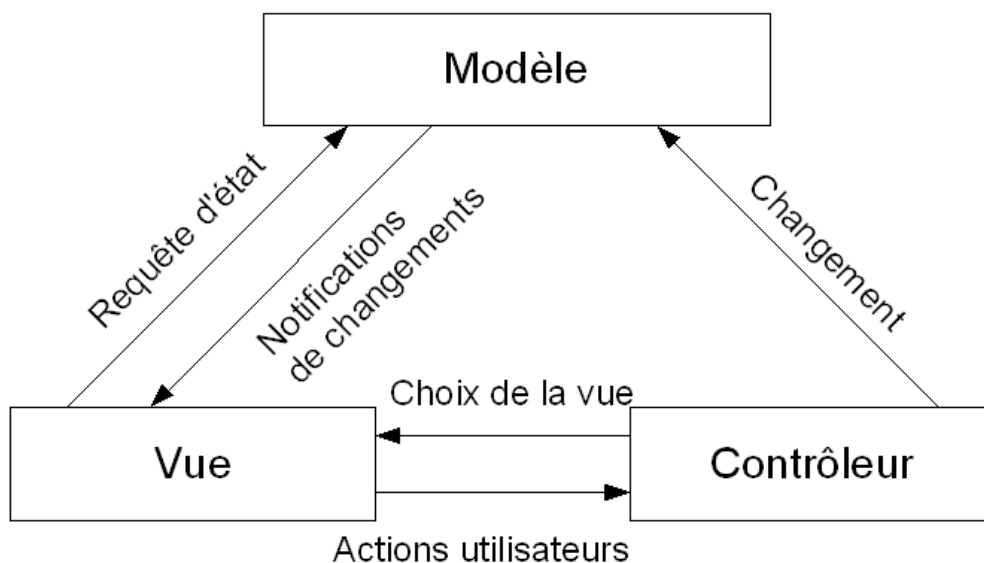 Modèle
Requête d'état
Notifications
de changements
Changement
Choix de la vue
Vue
Contrôleur
Actions utilisateurs